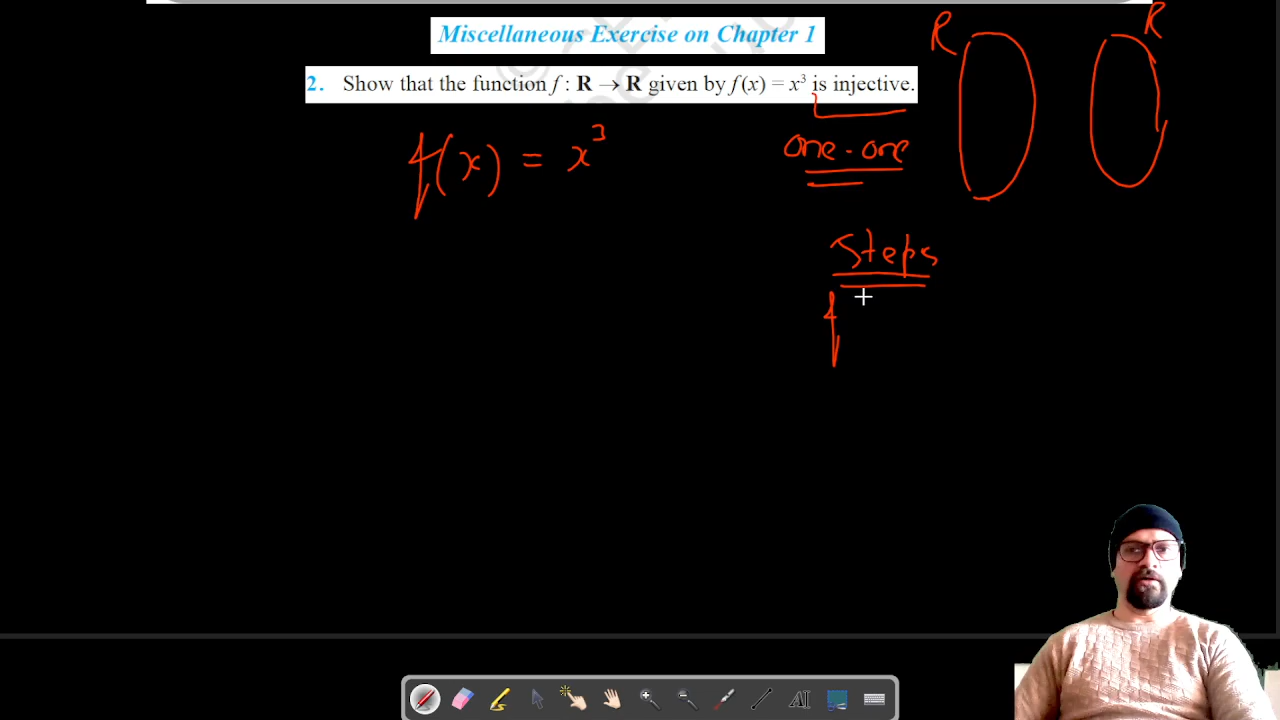 Miscellaneous Exercise on Chapter 1
R R
2. Show that the function f : R → R given by f(x) = x³ is injective.
f(x) = x³
one-one
Steps
f
AI